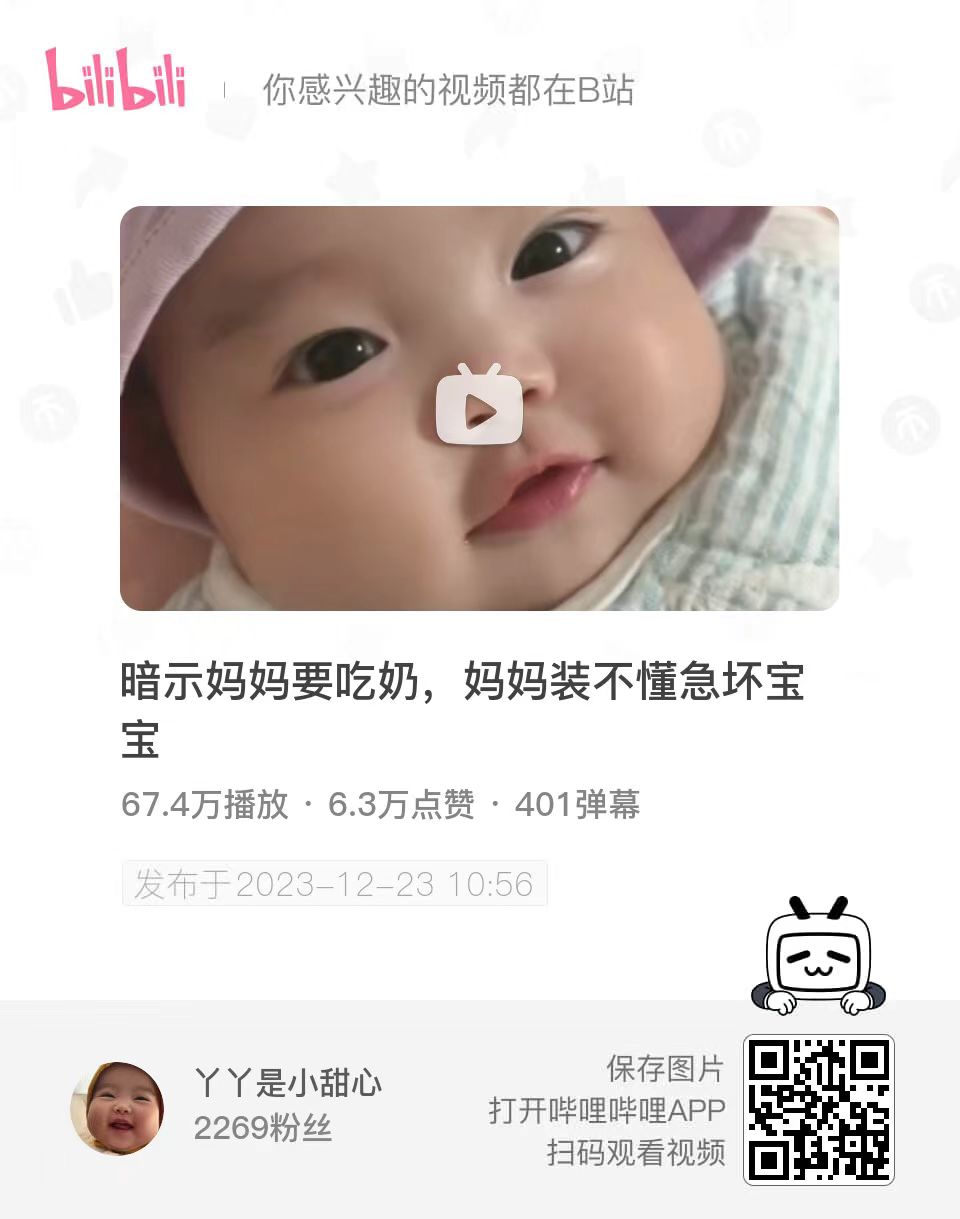 bilibili
你感兴趣的视频都在B站
暗示妈妈要吃奶，妈妈装不懂急坏宝
宝
67.4万播放 · 6.3万点赞 · 401弹幕
发布于2023-12-23 10:56
丫丫是小甜心
2269粉丝
保存图片
打开哔哩哔哩APP
扫码观看视频